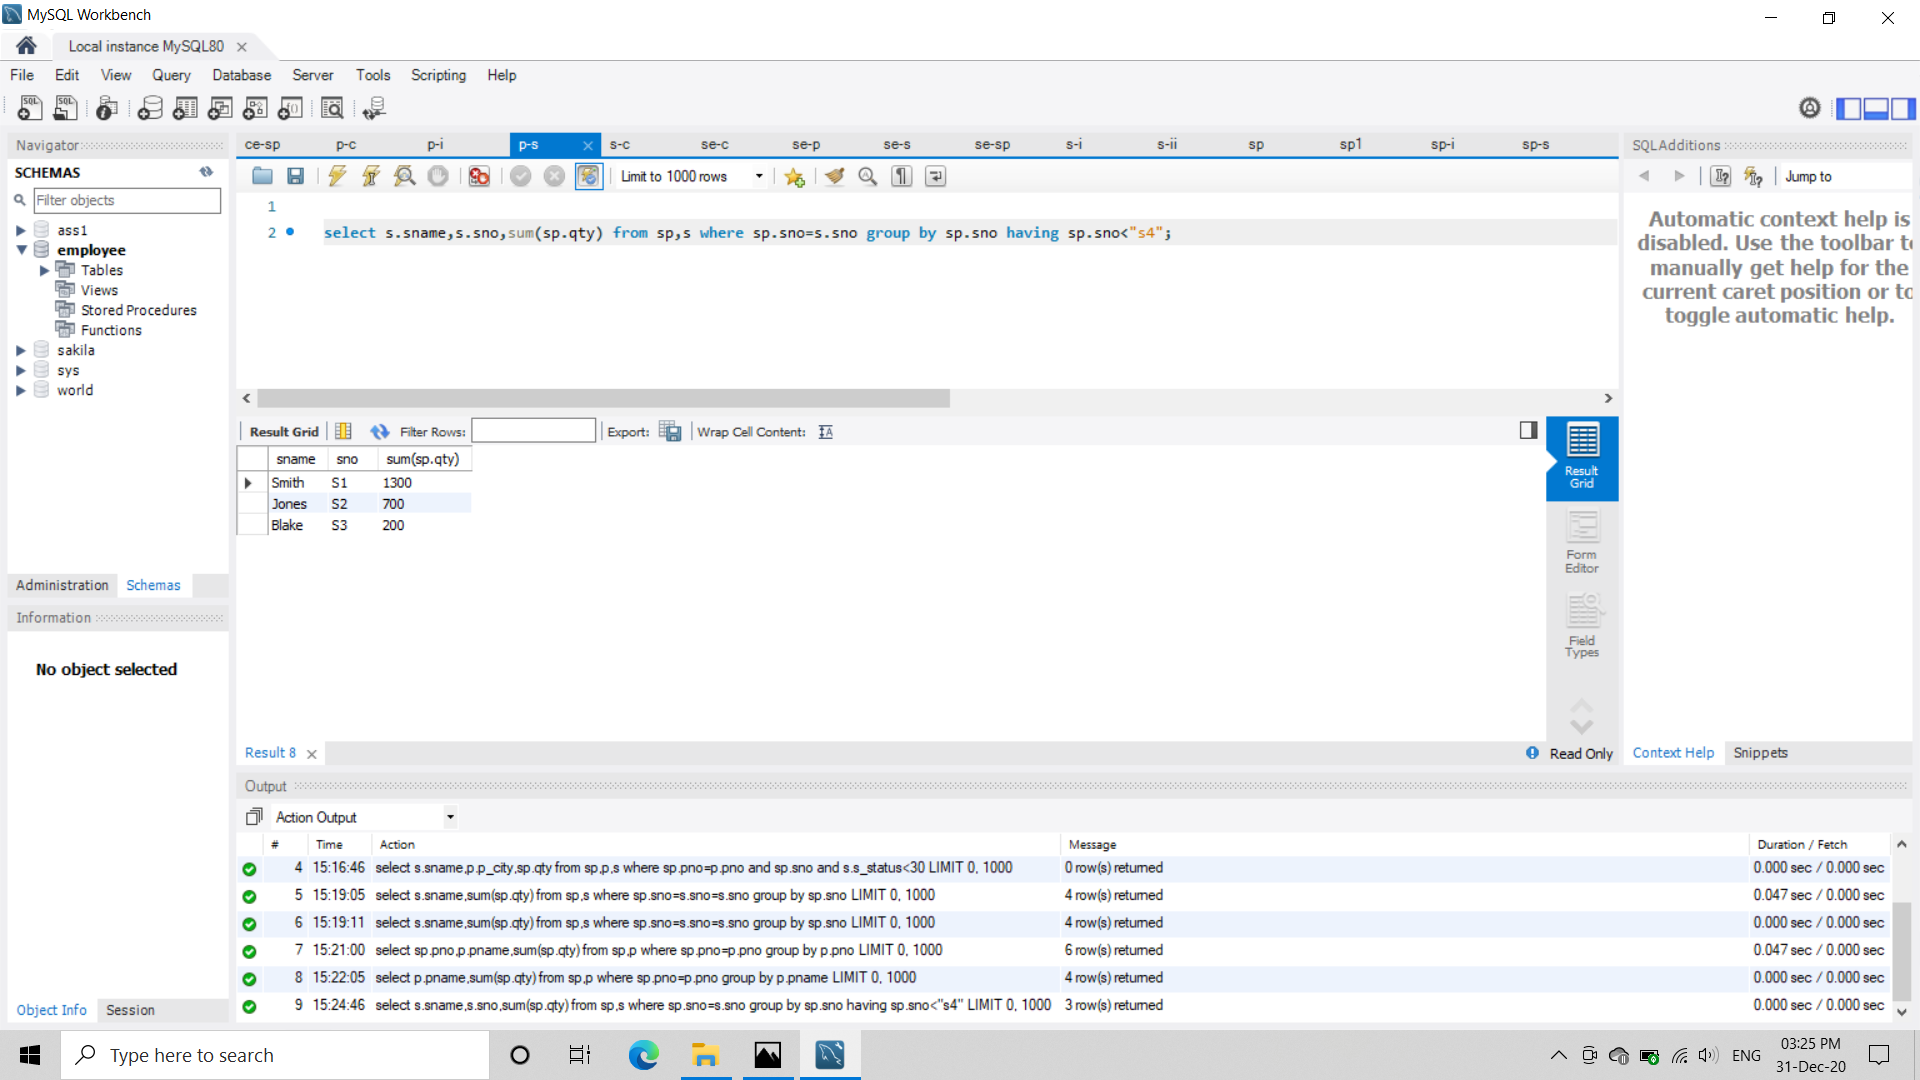 MySQL Workbench
Local instance MySQL80
File Edit View Query Database Server Tools Scripting Help
Navigator
SCHEMAS
Filter objects
ass1
employee
Tables
Views
Stored Procedures
Functions
sakila
sys
world
Administration Schemas
Information
No object selected
Object Info Session
ce-sp p-c p-i p-s s-c se-c se-p se-s se-sp s-i s-ii sp sp1 sp-i sp-s
Limit to 1000 rows
1
2 select s.sname,s.sno,sum(sp.qty) from sp,s where sp.sno=s.sno group by sp.sno having sp.sno<"s4";
Result Grid Filter Rows: Export: Wrap Cell Content:
sname sno sum(sp.qty)
Smith S1 1300
Jones S2 700
Blake S3 200
Result Grid
Form Editor
Field Types
Result 8 Read Only
SQLAdditions
Jump to
Automatic context help is
disabled. Use the toolbar to
manually get help for the
current caret position or to
toggle automatic help.
Context Help Snippets
Output
Action Output
# Time Action Message Duration / Fetch
4 15:16:46 select s.sname,p.p_city,sp.qty from sp,p,s where sp.pno=p.pno and sp.sno and s.s_status<30 LIMIT 0, 1000 0 row(s) returned 0.000 sec / 0.000 sec
5 15:19:05 select s.sname,sum(sp.qty) from sp,s where sp.sno=s.sno=s.sno group by sp.sno LIMIT 0, 1000 4 row(s) returned 0.047 sec / 0.000 sec
6 15:19:11 select s.sname,sum(sp.qty) from sp,s where sp.sno=s.sno=s.sno group by sp.sno LIMIT 0, 1000 4 row(s) returned 0.000 sec / 0.000 sec
7 15:21:00 select sp.pno,p.pname,sum(sp.qty) from sp,p where sp.pno=p.pno group by p.pno LIMIT 0, 1000 6 row(s) returned 0.047 sec / 0.000 sec
8 15:22:05 select p.pname,sum(sp.qty) from sp,p where sp.pno=p.pno group by p.pname LIMIT 0, 1000 4 row(s) returned 0.000 sec / 0.000 sec
9 15:24:46 select s.sname,s.sno,sum(sp.qty) from sp,s where sp.sno=s.sno group by sp.sno having sp.sno<"s4" LIMIT 0, 1000 3 row(s) returned 0.000 sec / 0.000 sec
Type here to search
ENG
03:25 PM
31-Dec-20